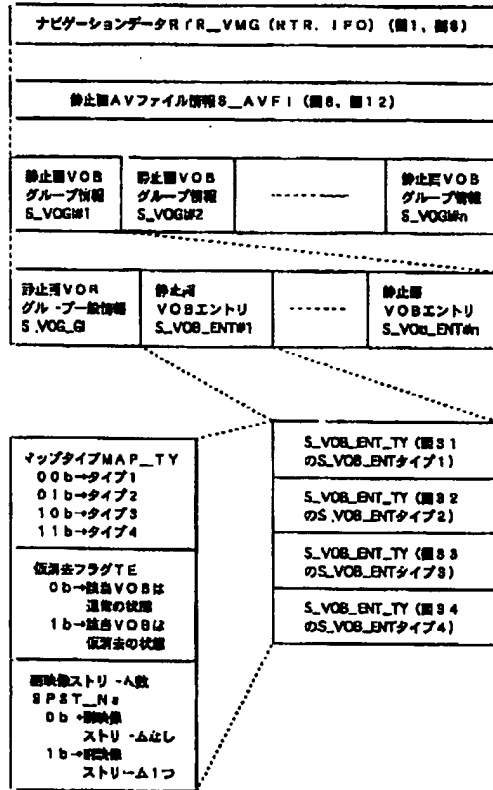 ナビゲーションデータRTR_VMG (RTR. IFO) (図1, 図8)
静止画AVファイル情報S_AVFI (図8, 図12)
静止画VOB
グループ情報
S_VOGI#1
静止画VOB
グループ情報
S_VOGI#2
静止画VOB
グループ情報
S_VOGI#n
静止画VOB
グループ一般情報
S_VOG_GI
静止画
VOBエントリ
S_VOB_ENT#1
静止画
VOBエントリ
S_VOB_ENT#n
マップタイプMAP_TY
00b→タイプ1
01b→タイプ2
10b→タイプ3
11b→タイプ4
仮消去フラグTE
0b→該当VOBは
通常の状態
1b→該当VOBは
仮消去の状態
副映像ストリーム数
SPST_Ns
0b→副映像
ストリームなし
1b→副映像
ストリーム1つ
S_VOB_ENT_TY (図31
のS_VOB_ENTタイプ1)
S_VOB_ENT_TY (図32
のS_VOB_ENTタイプ2)
S_VOB_ENT_TY (図33
のS_VOB_ENTタイプ3)
S_VOB_ENT_TY (図34
のS_VOB_ENTタイプ4)